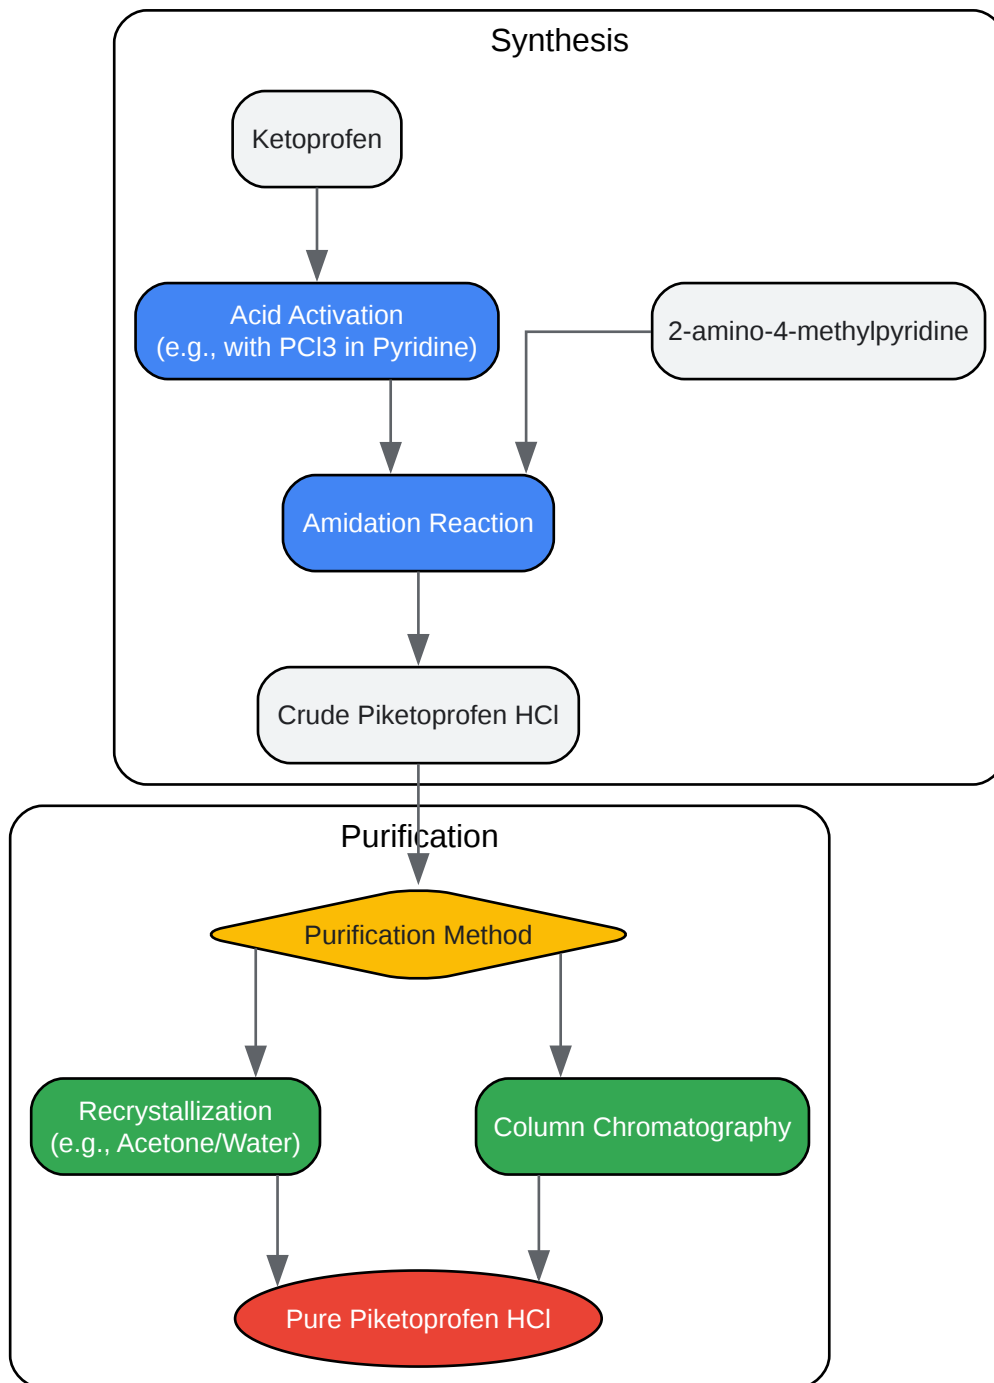 Synthesis
Ketoprofen
Acid Activation
(e.g., with PCl3 in Pyridine)
2-amino-4-methylpyridine
Amidation Reaction
Crude Piketoprofen HCl
Purification
Purification Method
Recrystallization
(e.g., Acetone/Water)
Column Chromatography
Pure Piketoprofen HCl